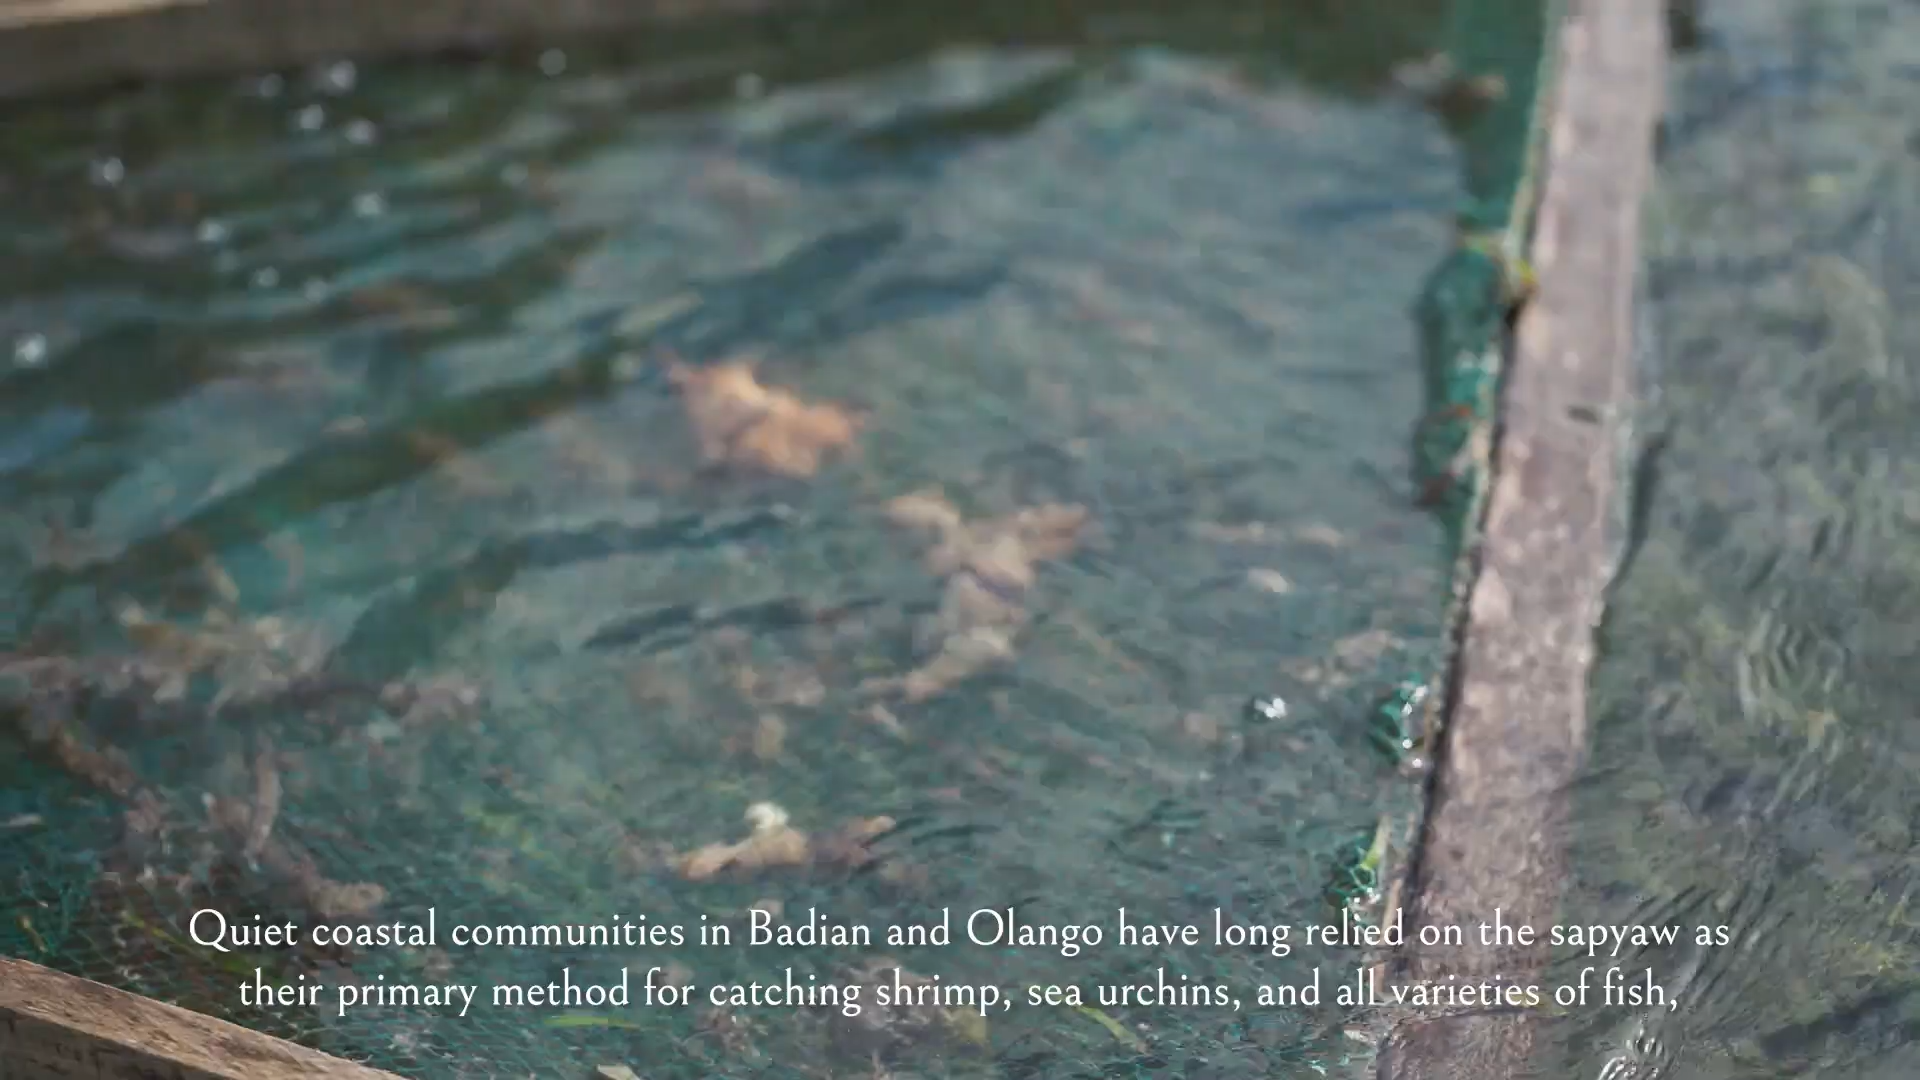 Quiet coastal communities in Badian and Olango have long relied on the sapyaw as
their primary method for catching shrimp, sea urchins, and all varieties of fish,